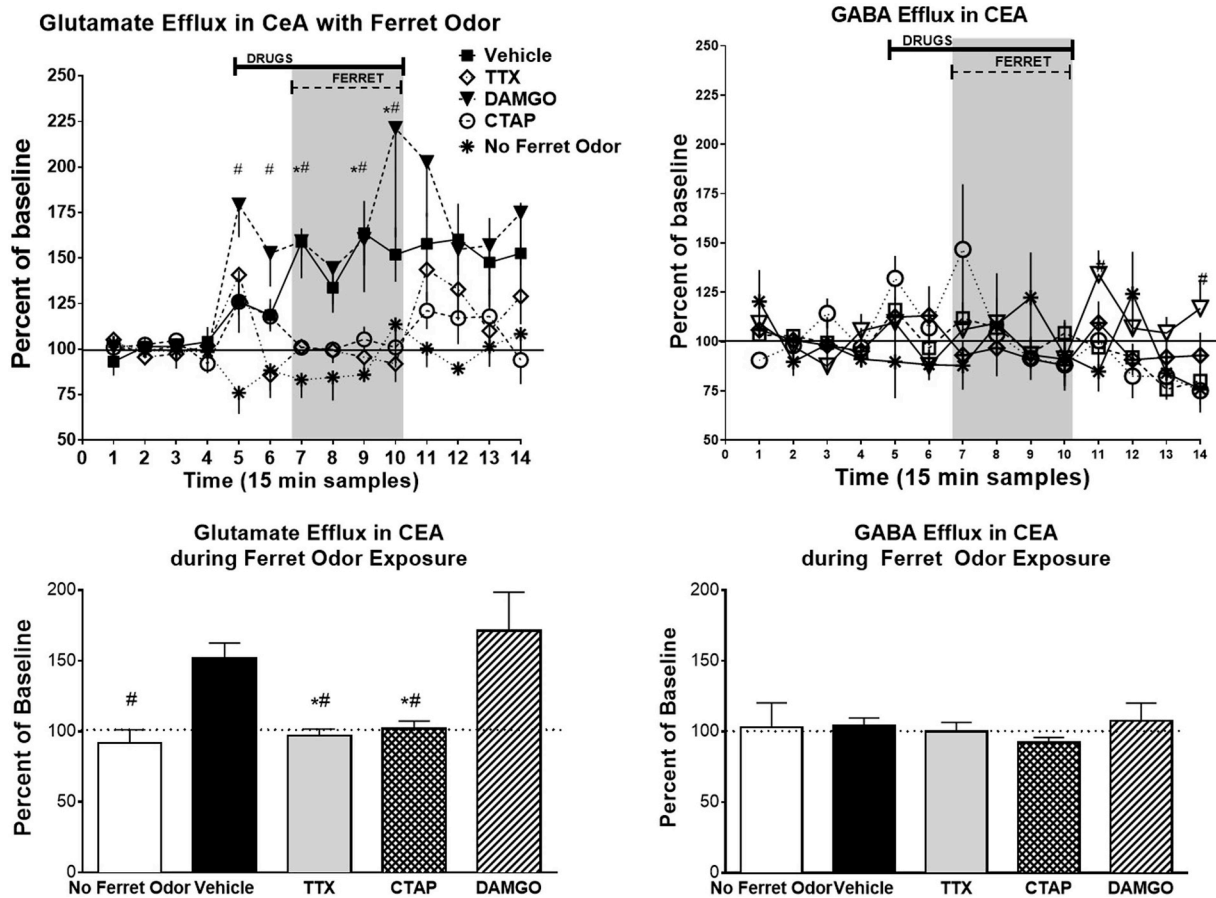 Glutamate Efflux in CeA with Ferret Odor
DRUGS
FERRET
Vehicle
TTX
DAMGO
CTAP
No Ferret Odor
250
225
200
175
150
125
100
75
50
Percent of baseline
# # *# *# *#
0 1 2 3 4 5 6 7 8 9 10 11 12 13 14
Time (15 min samples)
GABA Efflux in CEA
DRUGS
FERRET
250
225
200
175
150
125
100
75
50
Percent of baseline
# #
0 1 2 3 4 5 6 7 8 9 10 11 12 13 14
Time (15 min samples)
Glutamate Efflux in CEA
during Ferret Odor Exposure
200
150
100
50
0
Percent of Baseline
# *# *#
No Ferret Odor Vehicle TTX CTAP DAMGO
GABA Efflux in CEA
during Ferret Odor Exposure
200
150
100
50
0
Percent of Baseline
No Ferret Odor Vehicle TTX CTAP DAMGO